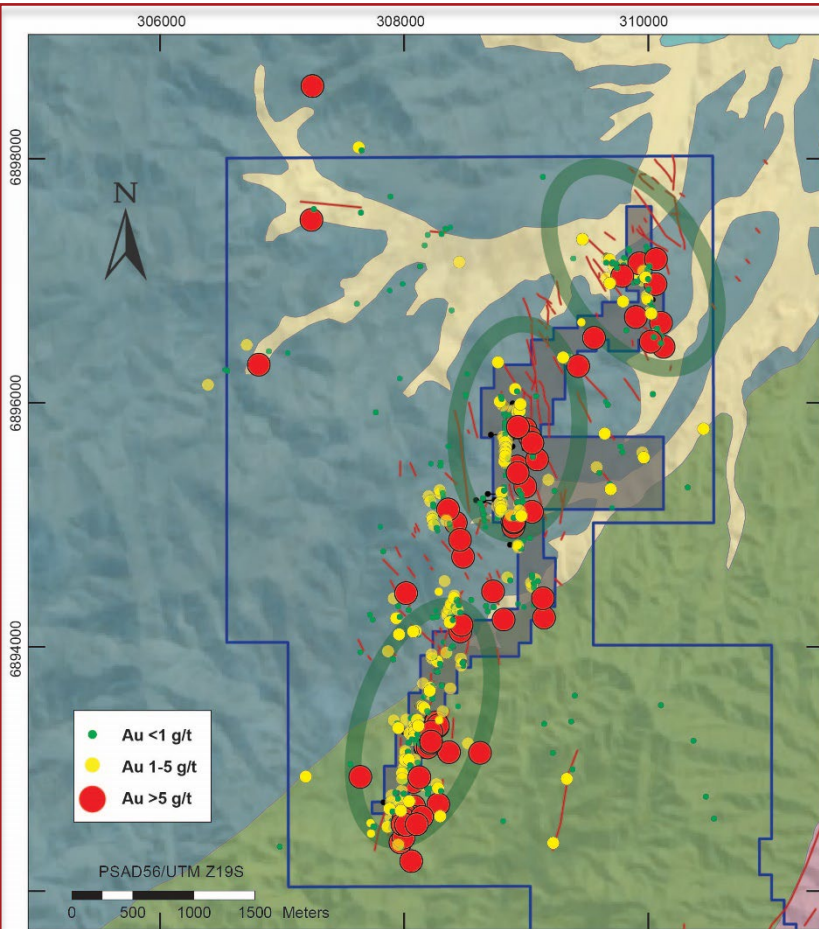 306000 308000 310000
6898000
N
6896000
6894000
Au <1 g/t
Au 1-5 g/t
Au >5 g/t
PSAD56/UTM Z19S
0 500 1000 1500 Meters